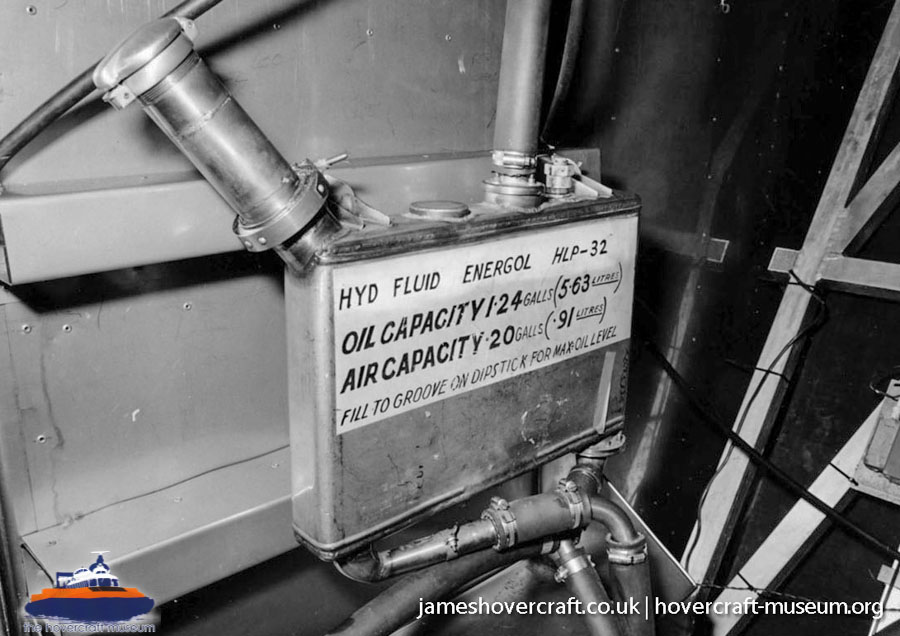 HYD FLUID ENERGOL HLP-32
OIL CAPACITY 1·24 GALLS (5·63 LITRES)
AIR CAPACITY ·20 GALLS (·91 LITRES)
FILL TO GROOVE ON DIPSTICK FOR MAX·OIL LEVEL
the hovercraft-museum
jameshovercraft.co.uk | hovercraft-museum.org